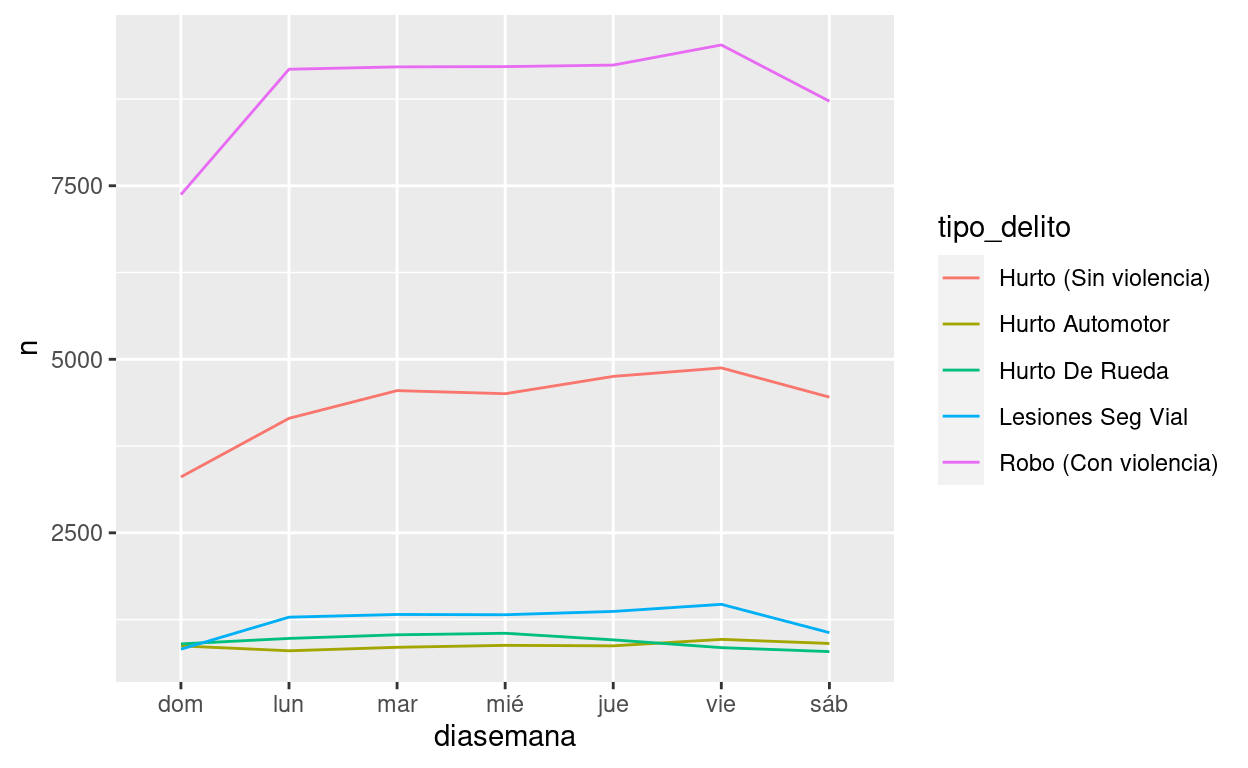 7500
5000
2500
n
dom lun mar mié jue vie sáb
diasemana
tipo_delito
Hurto (Sin violencia)
Hurto Automotor
Hurto De Rueda
Lesiones Seg Vial
Robo (Con violencia)